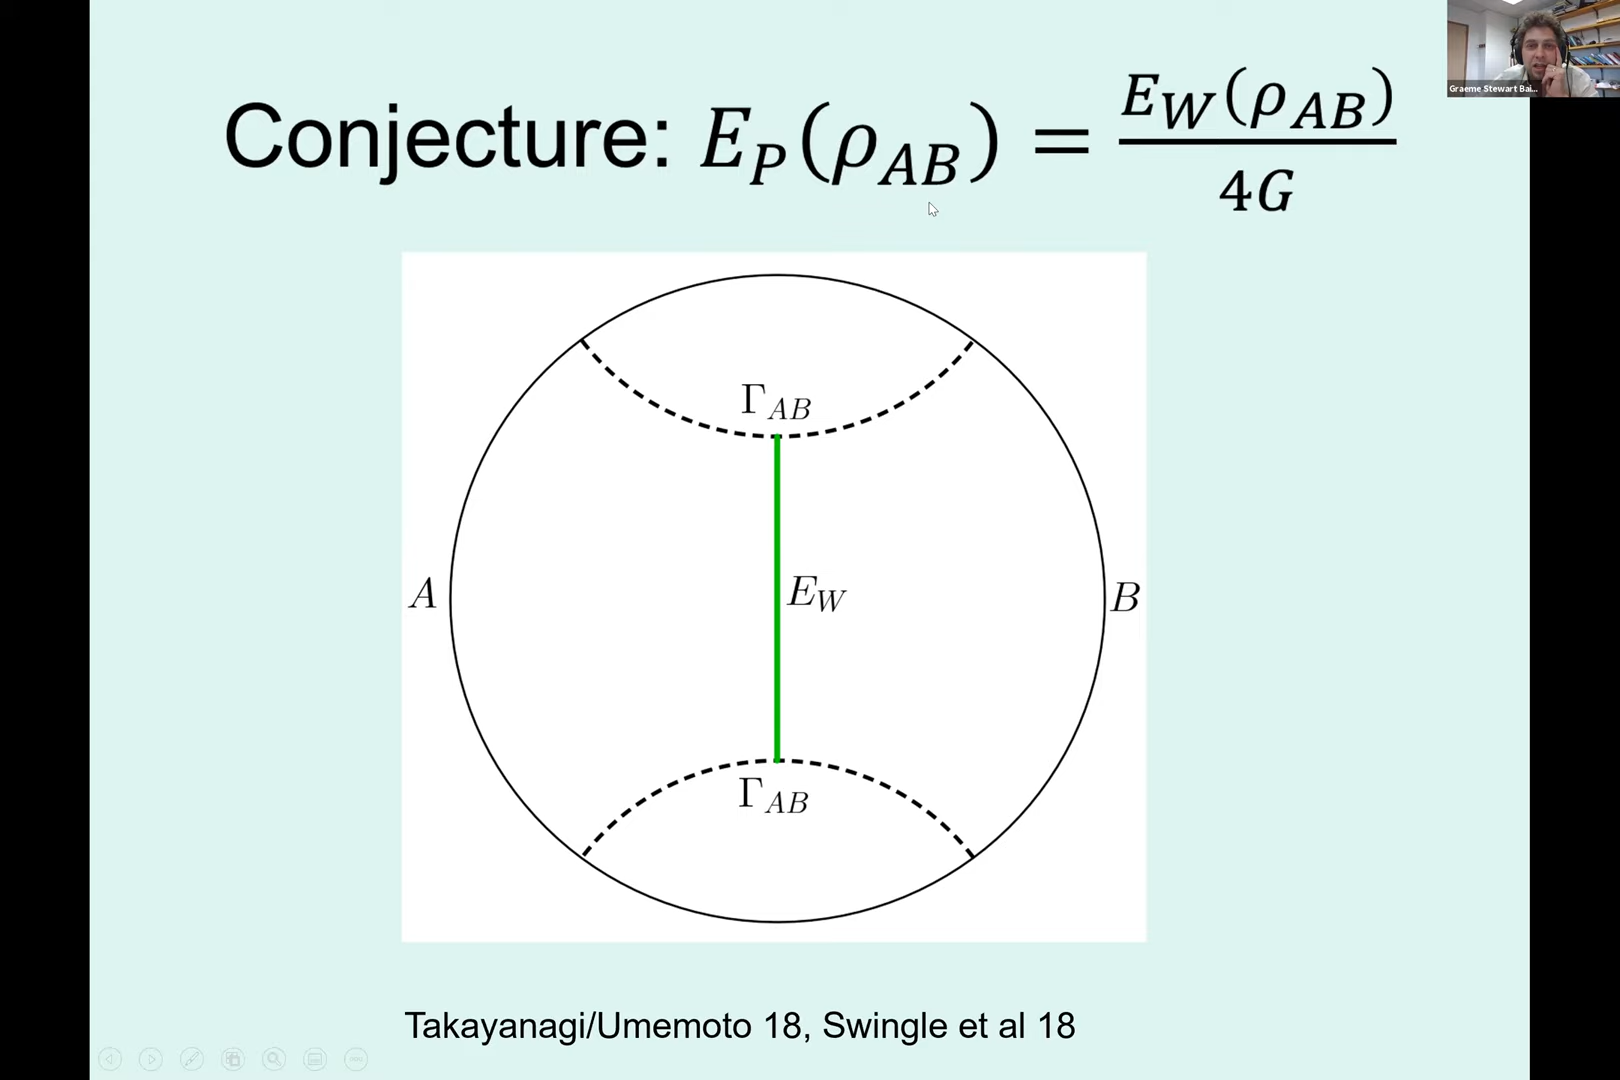 Graeme Stewart Bai...
Conjecture: E_P(ρ_AB) = E_W(ρ_AB) / 4G
Γ_AB
A
E_W
B
Γ_AB
Takayanagi/Umemoto 18, Swingle et al 18